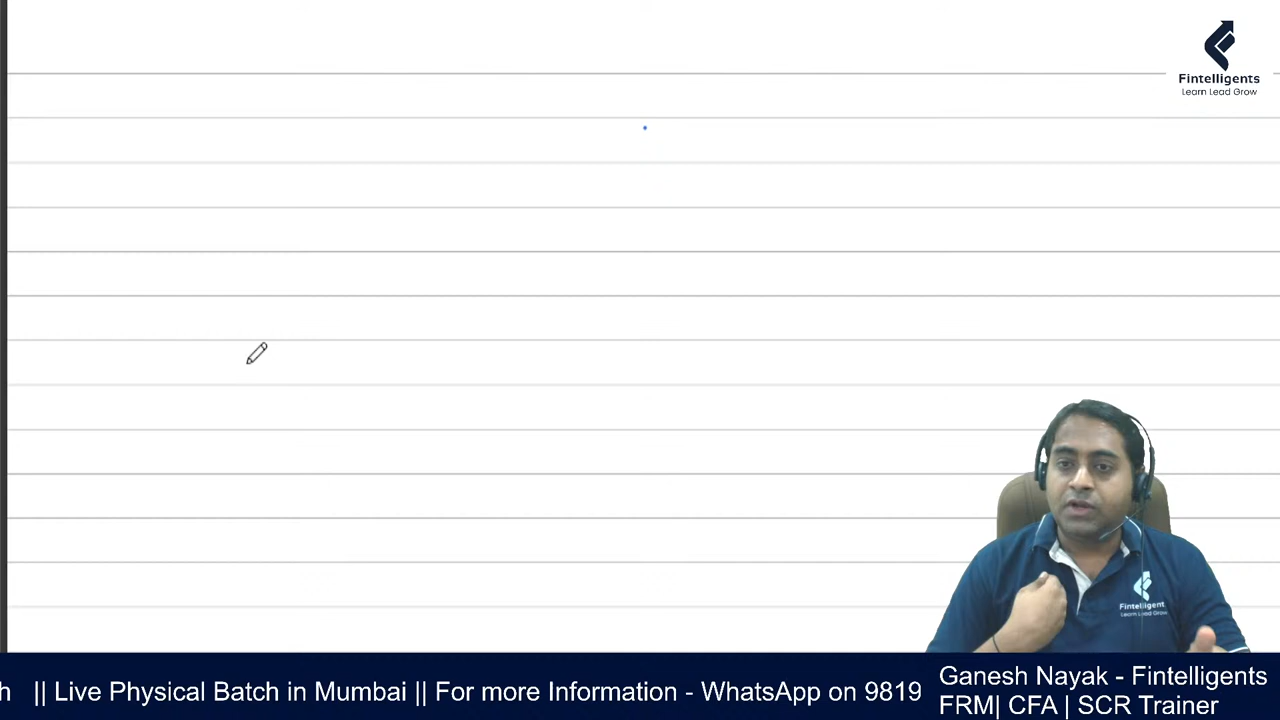 Fintelligents
Learn Lead Grow
Fintelligent
Learn Lead Grow
h || Live Physical Batch in Mumbai || For more Information - WhatsApp on 9819
Ganesh Nayak - Fintelligents
FRM| CFA | SCR Trainer